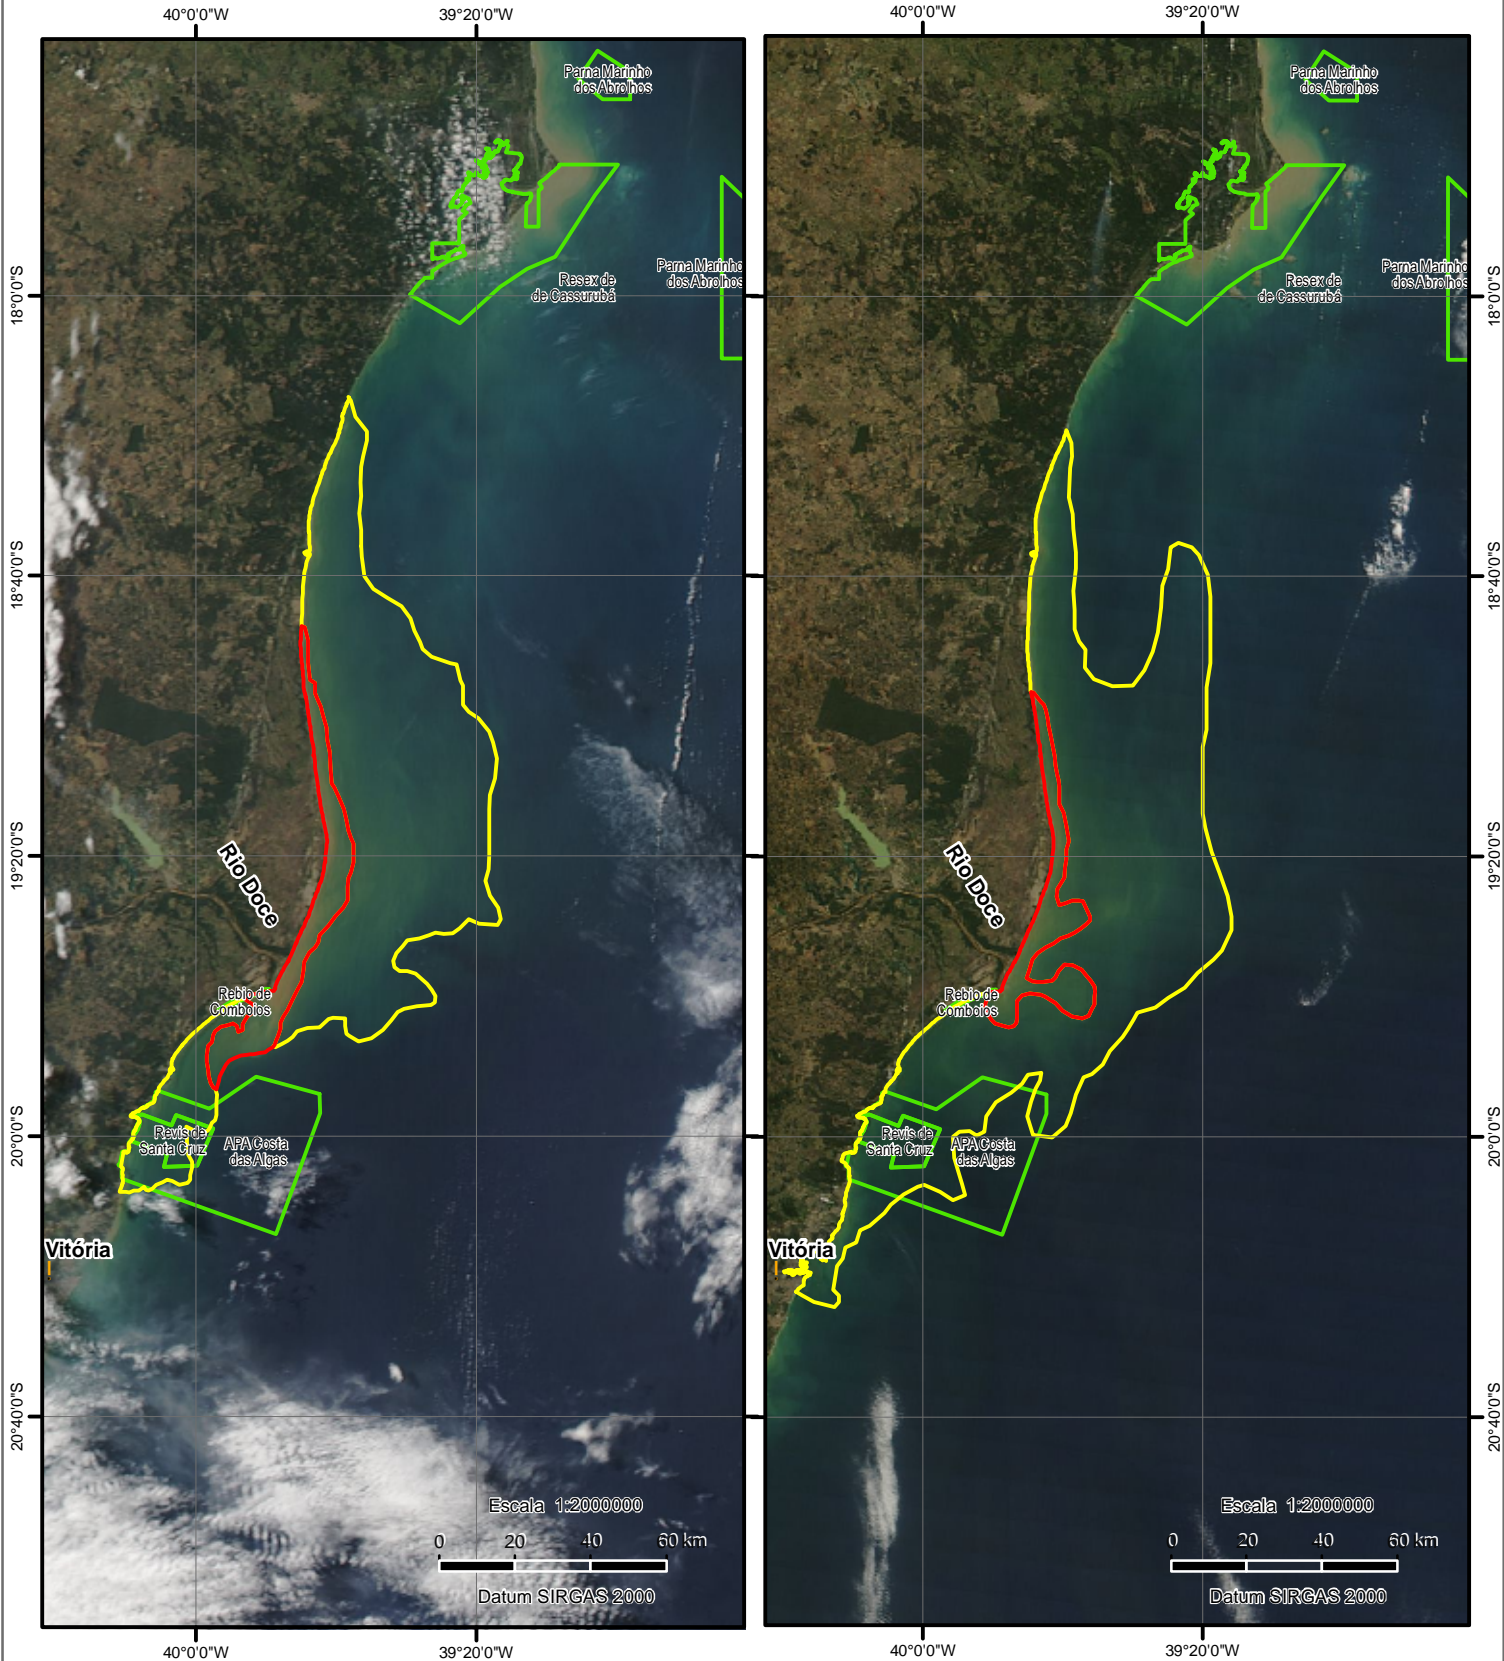 40°0'0"W
39°20'0"W
Parna Marinho
dos Abrolhos
Resex de
de Cassurubá
Parna Marinho
dos Abrolhos
18°0'0"S
18°40'0"S
19°20'0"S
20°0'0"S
20°40'0"S
Rio Doce
Rebio de
Comboios
Revis de
Santa Cruz
APA Costa
das Algas
Vitória
Escala 1:2000000
0 20 40 60 km
Datum SIRGAS 2000
40°0'0"W
39°20'0"W
40°0'0"W
39°20'0"W
Parna Marinho
dos Abrolhos
Resex de
de Cassurubá
Parna Marinho
dos Abrolhos
18°0'0"S
18°40'0"S
19°20'0"S
20°0'0"S
20°40'0"S
Rio Doce
Rebio de
Comboios
Revis de
Santa Cruz
APA Costa
das Algas
Vitória
Escala 1:2000000
0 20 40 60 km
Datum SIRGAS 2000
40°0'0"W
39°20'0"W